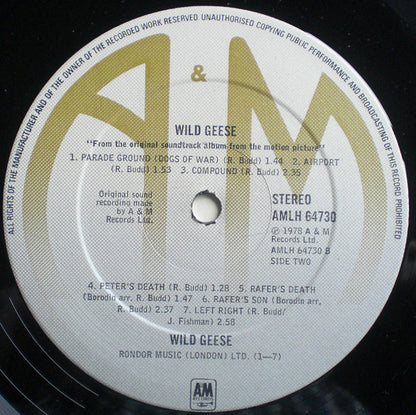 ALL RIGHTS OF THE MANUFACTURER AND OF THE OWNER OF THE RECORDED WORK RESERVED UNAUTHORISED COPYING PUBLIC PERFORMANCE AND BROADCASTING OF THIS RECORD PROHIBITED
A & M
WILD GEESE
"From the original soundtrack album from the motion picture"
1. PARADE GROUND (DOGS OF WAR) (R. Budd) 1.44 2. AIRPORT
(R. Budd) 1.53 3. COMPOUND (R. Budd) 2.35
Original sound
recording made
by A & M
Records Ltd.
STEREO
AMLH 64730
℗ 1978 A & M
Records Ltd.
AMLH 64730 B
SIDE TWO
4. PETER'S DEATH (R. Budd) 1.28 5. RAFER'S DEATH
(Borodin arr. R. Budd) 1.47 6. RAFER'S SON (Borodin arr.
R. Budd) 2.37 7. LEFT RIGHT (R. Budd/
J. Fishman) 2.58
WILD GEESE
RONDOR MUSIC (LONDON) LTD. (1—7)
AM
RECORDS